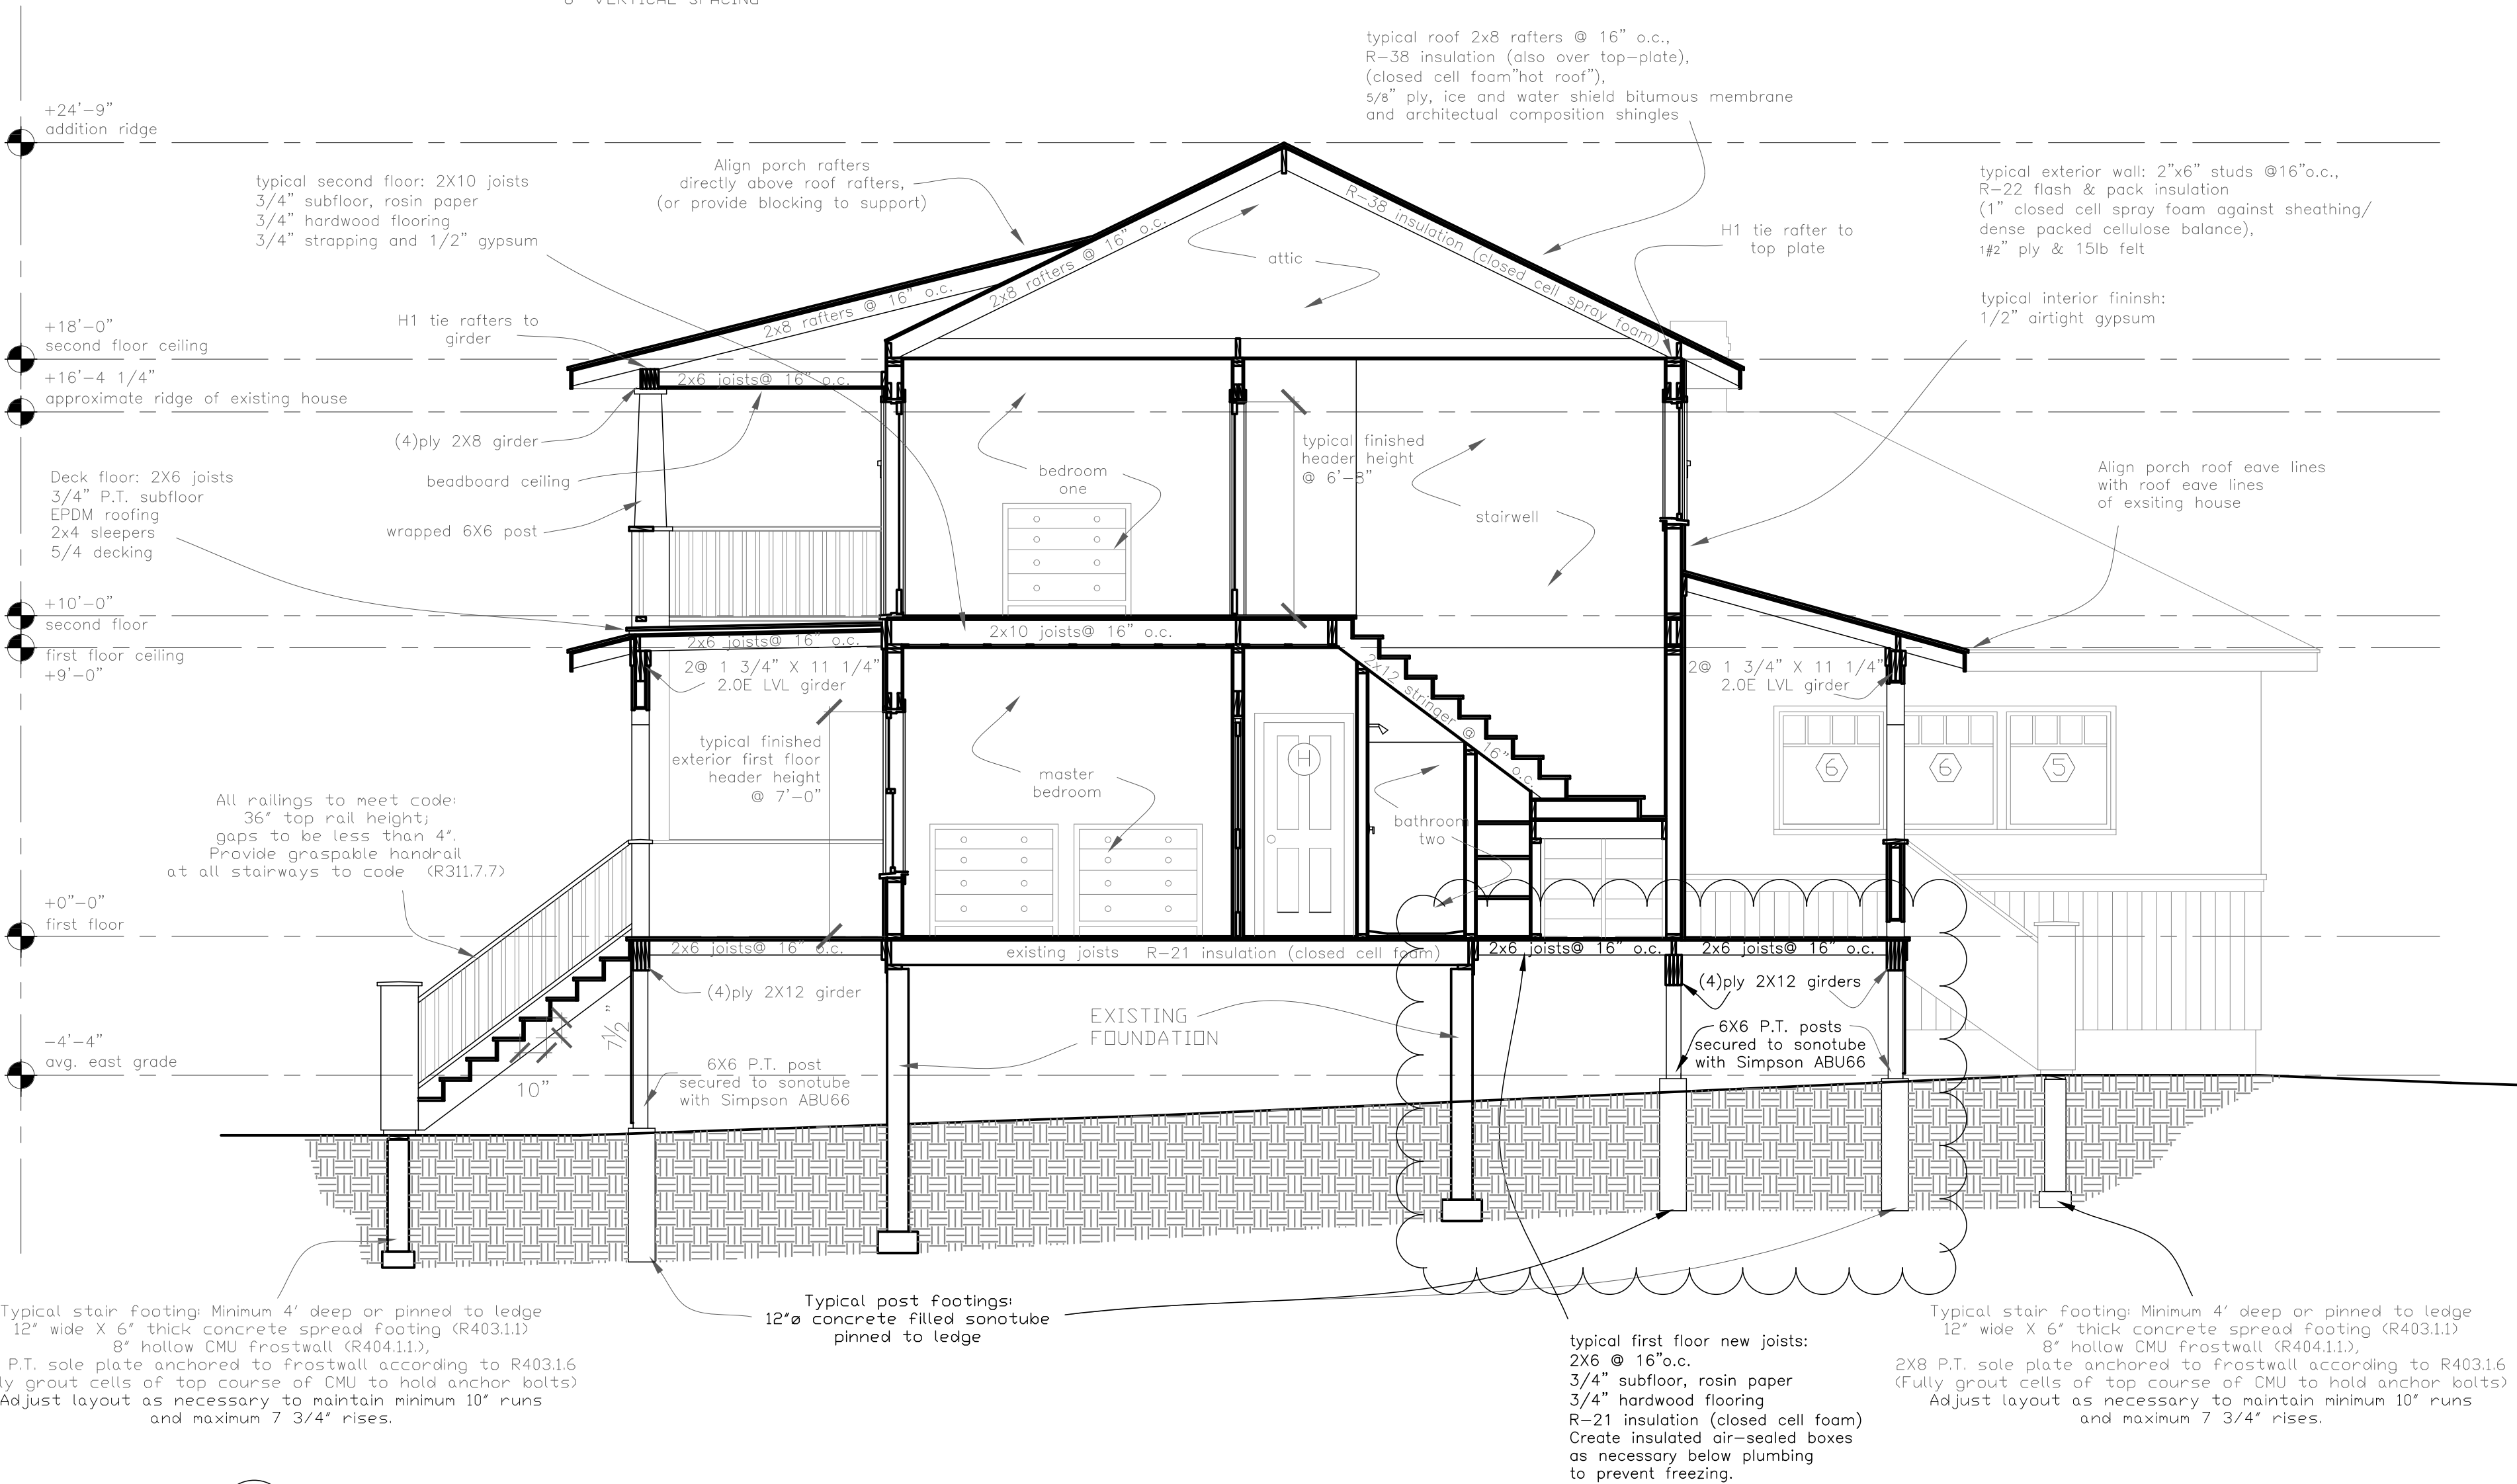 +24'-9"
addition ridge
typical roof 2x8 rafters @ 16" o.c.,
R-38 insulation (also over top-plate),
(closed cell foam"hot roof"),
5/8" ply, ice and water shield bitumous membrane
and architectual composition shingles
typical second floor: 2X10 joists
3/4" subfloor, rosin paper
3/4" hardwood flooring
3/4" strapping and 1/2" gypsum
Align porch rafters
directly above roof rafters,
(or provide blocking to support)
typical exterior wall: 2"x6" studs @16"o.c.,
R-22 flash & pack insulation
(1" closed cell spray foam against sheathing/
dense packed cellulose balance),
1#2" ply & 15lb felt
H1 tie rafter to
top plate
typical interior fininsh:
1/2" airtight gypsum
R-38 insulation (closed cell spray foam)
2x8 rafters @ 16" o.c.
2x8 rafters @ 16" o.c.
attic
H1 tie rafters to
girder
+18'-0"
second floor ceiling
+16'-4 1/4"
approximate ridge of existing house
2x6 joists@ 16" o.c.
(4)ply 2X8 girder
beadboard ceiling
wrapped 6X6 post
Deck floor: 2X6 joists
3/4" P.T. subfloor
EPDM roofing
2x4 sleepers
5/4 decking
bedroom
one
typical finished
header height
@ 6'-8"
stairwell
Align porch roof eave lines
with roof eave lines
of exsiting house
+10'-0"
second floor
first floor ceiling
+9'-0"
2x6 joists@ 16" o.c.
2x10 joists@ 16" o.c.
2@ 1 3/4" X 11 1/4"
2.0E LVL girder
2x12 stringer @ 16" o.c.
2@ 1 3/4" X 11 1/4"
2.0E LVL girder
typical finished
exterior first floor
header height
@ 7'-0"
master
bedroom
H
bathroom
two
6
6
5
All railings to meet code:
36" top rail height;
gaps to be less than 4".
Provide graspable handrail
at all stairways to code (R311.7.7)
+0"-0"
first floor
2x6 joists@ 16" o.c.
existing joists R-21 insulation (closed cell foam)
2x6 joists@ 16" o.c.
2x6 joists@ 16" o.c.
(4)ply 2X12 girder
(4)ply 2X12 girders
EXISTING
FOUNDATION
7 1/2"
10"
-4'-4"
avg. east grade
6X6 P.T. post
secured to sonotube
with Simpson ABU66
6X6 P.T. posts
secured to sonotube
with Simpson ABU66
Typical stair footing: Minimum 4' deep or pinned to ledge
12" wide X 6" thick concrete spread footing (R403.1.1)
8" hollow CMU frostwall (R404.1.1.),
P.T. sole plate anchored to frostwall according to R403.1.6
ly grout cells of top course of CMU to hold anchor bolts)
Adjust layout as necessary to maintain minimum 10" runs
and maximum 7 3/4" rises.
Typical post footings:
12"ø concrete filled sonotube
pinned to ledge
typical first floor new joists:
2X6 @ 16"o.c.
3/4" subfloor, rosin paper
3/4" hardwood flooring
R-21 insulation (closed cell foam)
Create insulated air-sealed boxes
as necessary below plumbing
to prevent freezing.
Typical stair footing: Minimum 4' deep or pinned to ledge
12" wide X 6" thick concrete spread footing (R403.1.1)
8" hollow CMU frostwall (R404.1.1.),
2X8 P.T. sole plate anchored to frostwall according to R403.1.6
(Fully grout cells of top course of CMU to hold anchor bolts)
Adjust layout as necessary to maintain minimum 10" runs
and maximum 7 3/4" rises.